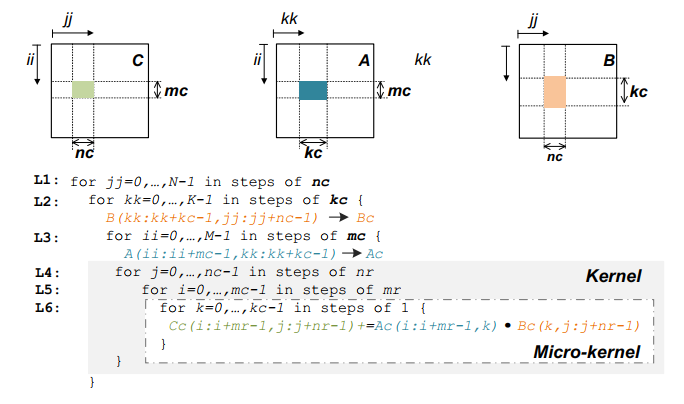 jj kk jj
ii C ii A kk B
mc mc kc
nc kc nc
L1: for jj=0,…,N-1 in steps of nc
L2: for kk=0,…,K-1 in steps of kc {
B(kk:kk+kc-1,jj:jj+nc-1) → Bc
L3: for ii=0,…,M-1 in steps of mc {
A(ii:ii+mc-1,kk:kk+kc-1) → Ac
L4: for j=0,…,nc-1 in steps of nr Kernel
L5: for i=0,…,mc-1 in steps of mr
L6: for k=0,…,kc-1 in steps of 1 {
Cc(i:i+mr-1,j:j+nr-1)+=Ac(i:i+mr-1,k) • Bc(k,j:j+nr-1)
}
Micro-kernel
}
}